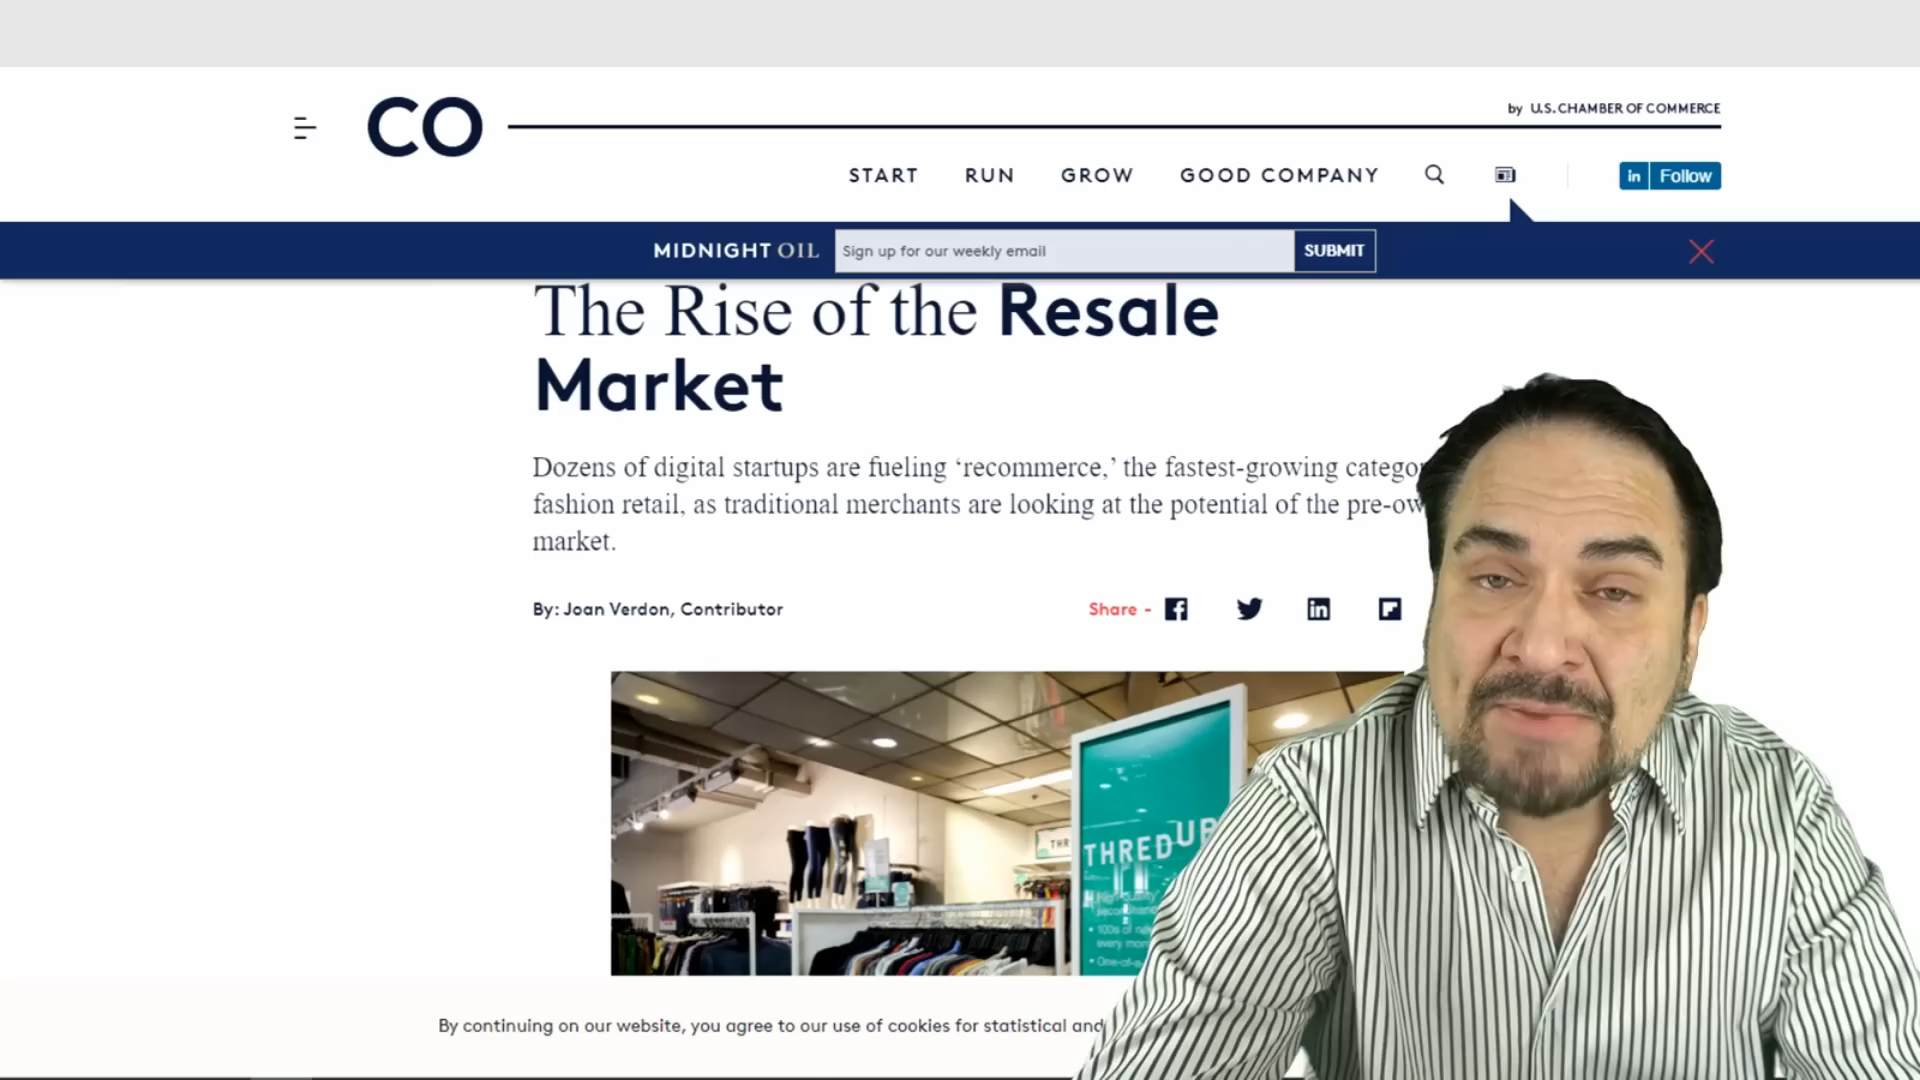 CO
by U.S. CHAMBER OF COMMERCE
START RUN GROW GOOD COMPANY
in Follow
MIDNIGHT OIL Sign up for our weekly email SUBMIT
The Rise of the Resale
Market
Dozens of digital startups are fueling ‘recommerce,’ the fastest-growing
fashion retail, as traditional merchants are looking at the potential of the
market.
By: Joan Verdon, Contributor
Share -
THREDUP
By continuing on our website, you agree to our use of cookies for statistical and